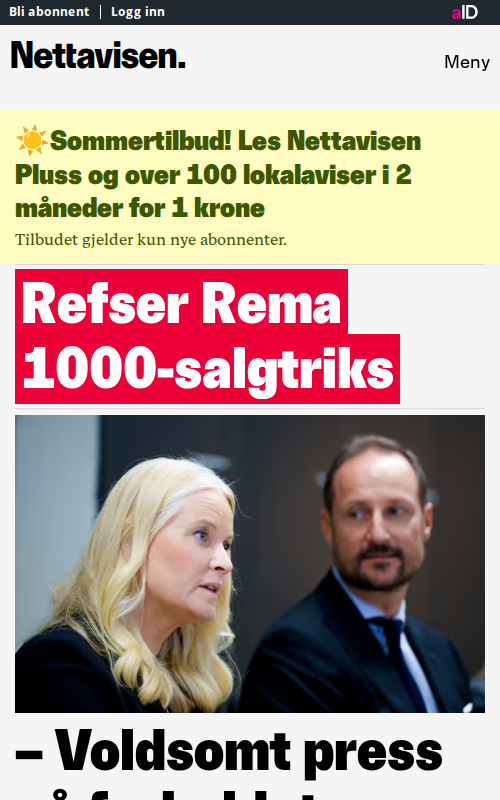 Bli abonnent
Logg inn
aID
Nettavisen.
Meny
☀️Sommertilbud! Les Nettavisen
Pluss og over 100 lokalaviser i 2
måneder for 1 krone
Tilbudet gjelder kun nye abonnenter.
Refser Rema
1000-salgtriks
– Voldsomt press